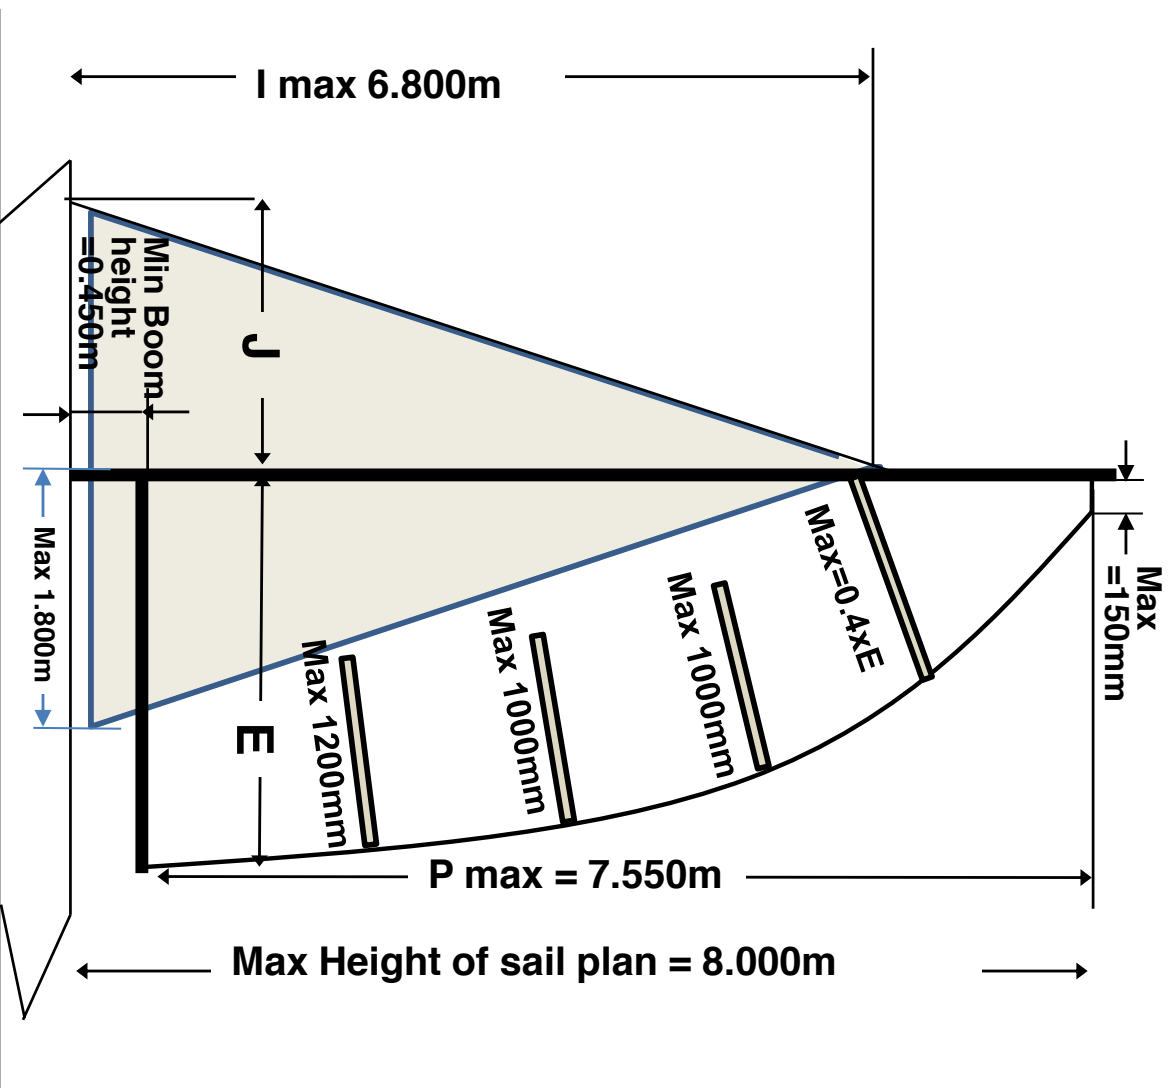 I max 6.800m
Min Boom
height
=0.450m
J
Max 1.800m
Max=0.4xE
Max
=150mm
Max 1000mm
Max 1000mm
Max 1200mm
E
P max = 7.550m
Max Height of sail plan = 8.000m